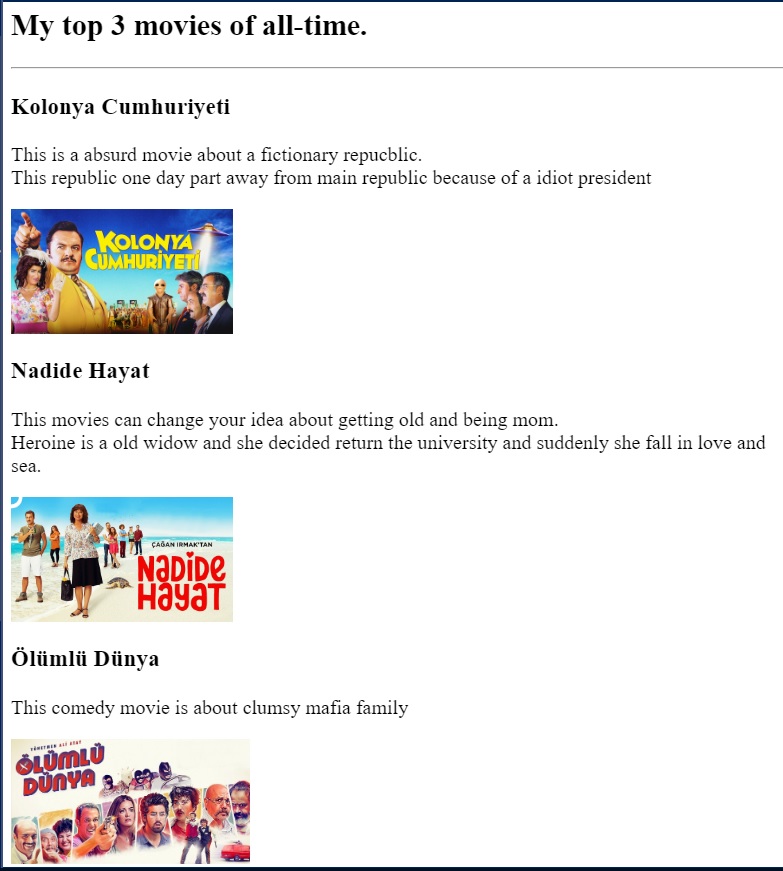 My top 3 movies of all-time.
Kolonya Cumhuriyeti
This is a absurd movie about a fictionary repucblic.
This republic one day part away from main republic because of a idiot president
KOLONYA
CUMHURİYETİ
Nadide Hayat
This movies can change your idea about getting old and being mom.
Heroine is a old widow and she decided return the university and suddenly she fall in love and
sea.
ÇAĞAN IRMAK'TAN
NADİDE
HAYAT
Ölümlü Dünya
This comedy movie is about clumsy mafia family
YÖNETMEN ALİ ATAY
ÖLÜMLÜ
DÜNYA